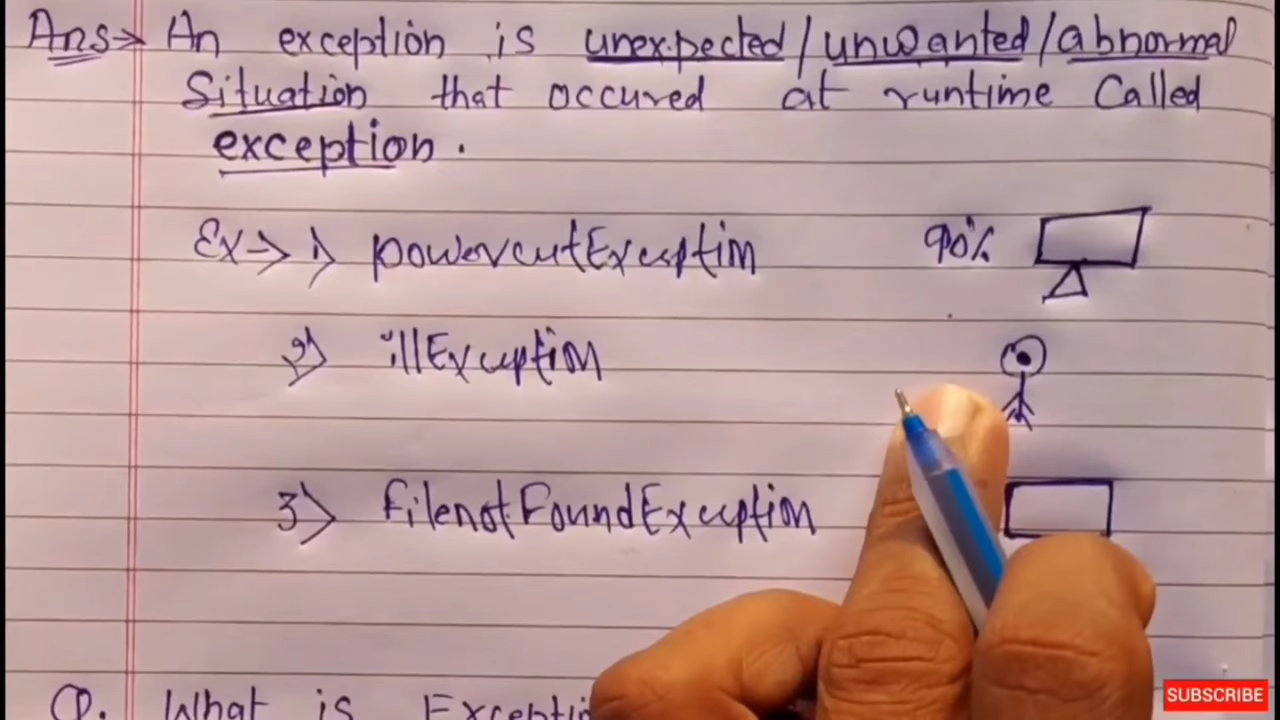 Ans→ An exception is unexpected/unwanted/abnormal
Situation that occured at runtime Called
exception.
Ex→ 1) powercutException 90%
2) illException
3) filenotFoundException
Q. What is Excepti
SUBSCRIBE